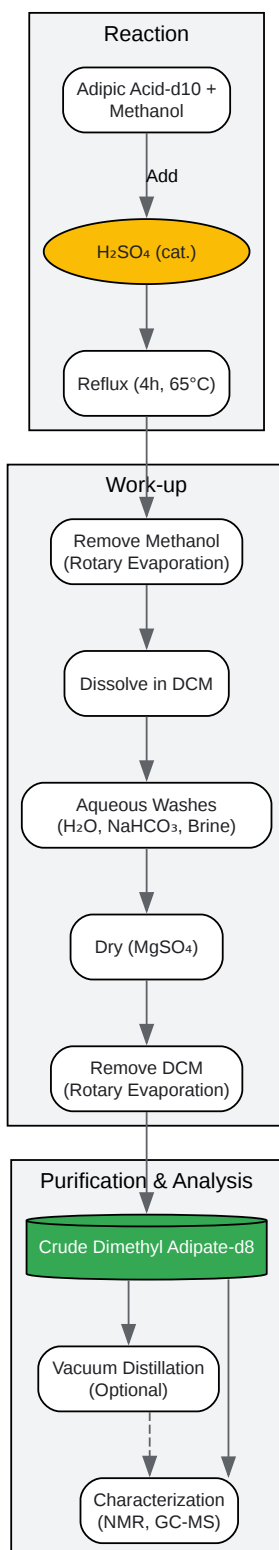 Reaction
Adipic Acid-d10 +
Methanol
Add
H₂SO₄ (cat.)
Reflux (4h, 65°C)
Work-up
Remove Methanol
(Rotary Evaporation)
Dissolve in DCM
Aqueous Washes
(H₂O, NaHCO₃, Brine)
Dry (MgSO₄)
Remove DCM
(Rotary Evaporation)
Purification & Analysis
Crude Dimethyl Adipate-d8
Vacuum Distillation
(Optional)
Characterization
(NMR, GC-MS)